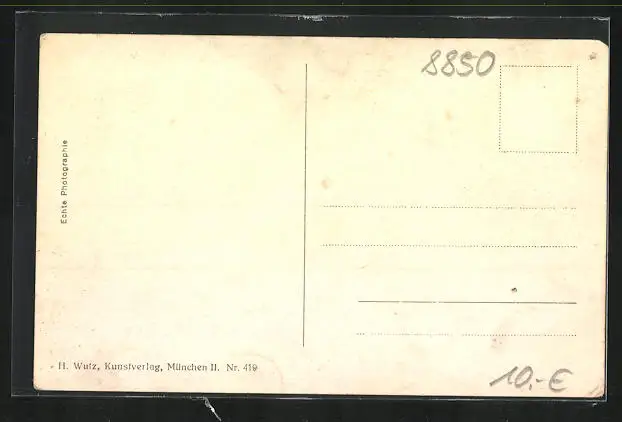 8850
Echte Photographie
H. Wutz, Kunstverlag, München II. Nr. 419
10.-€